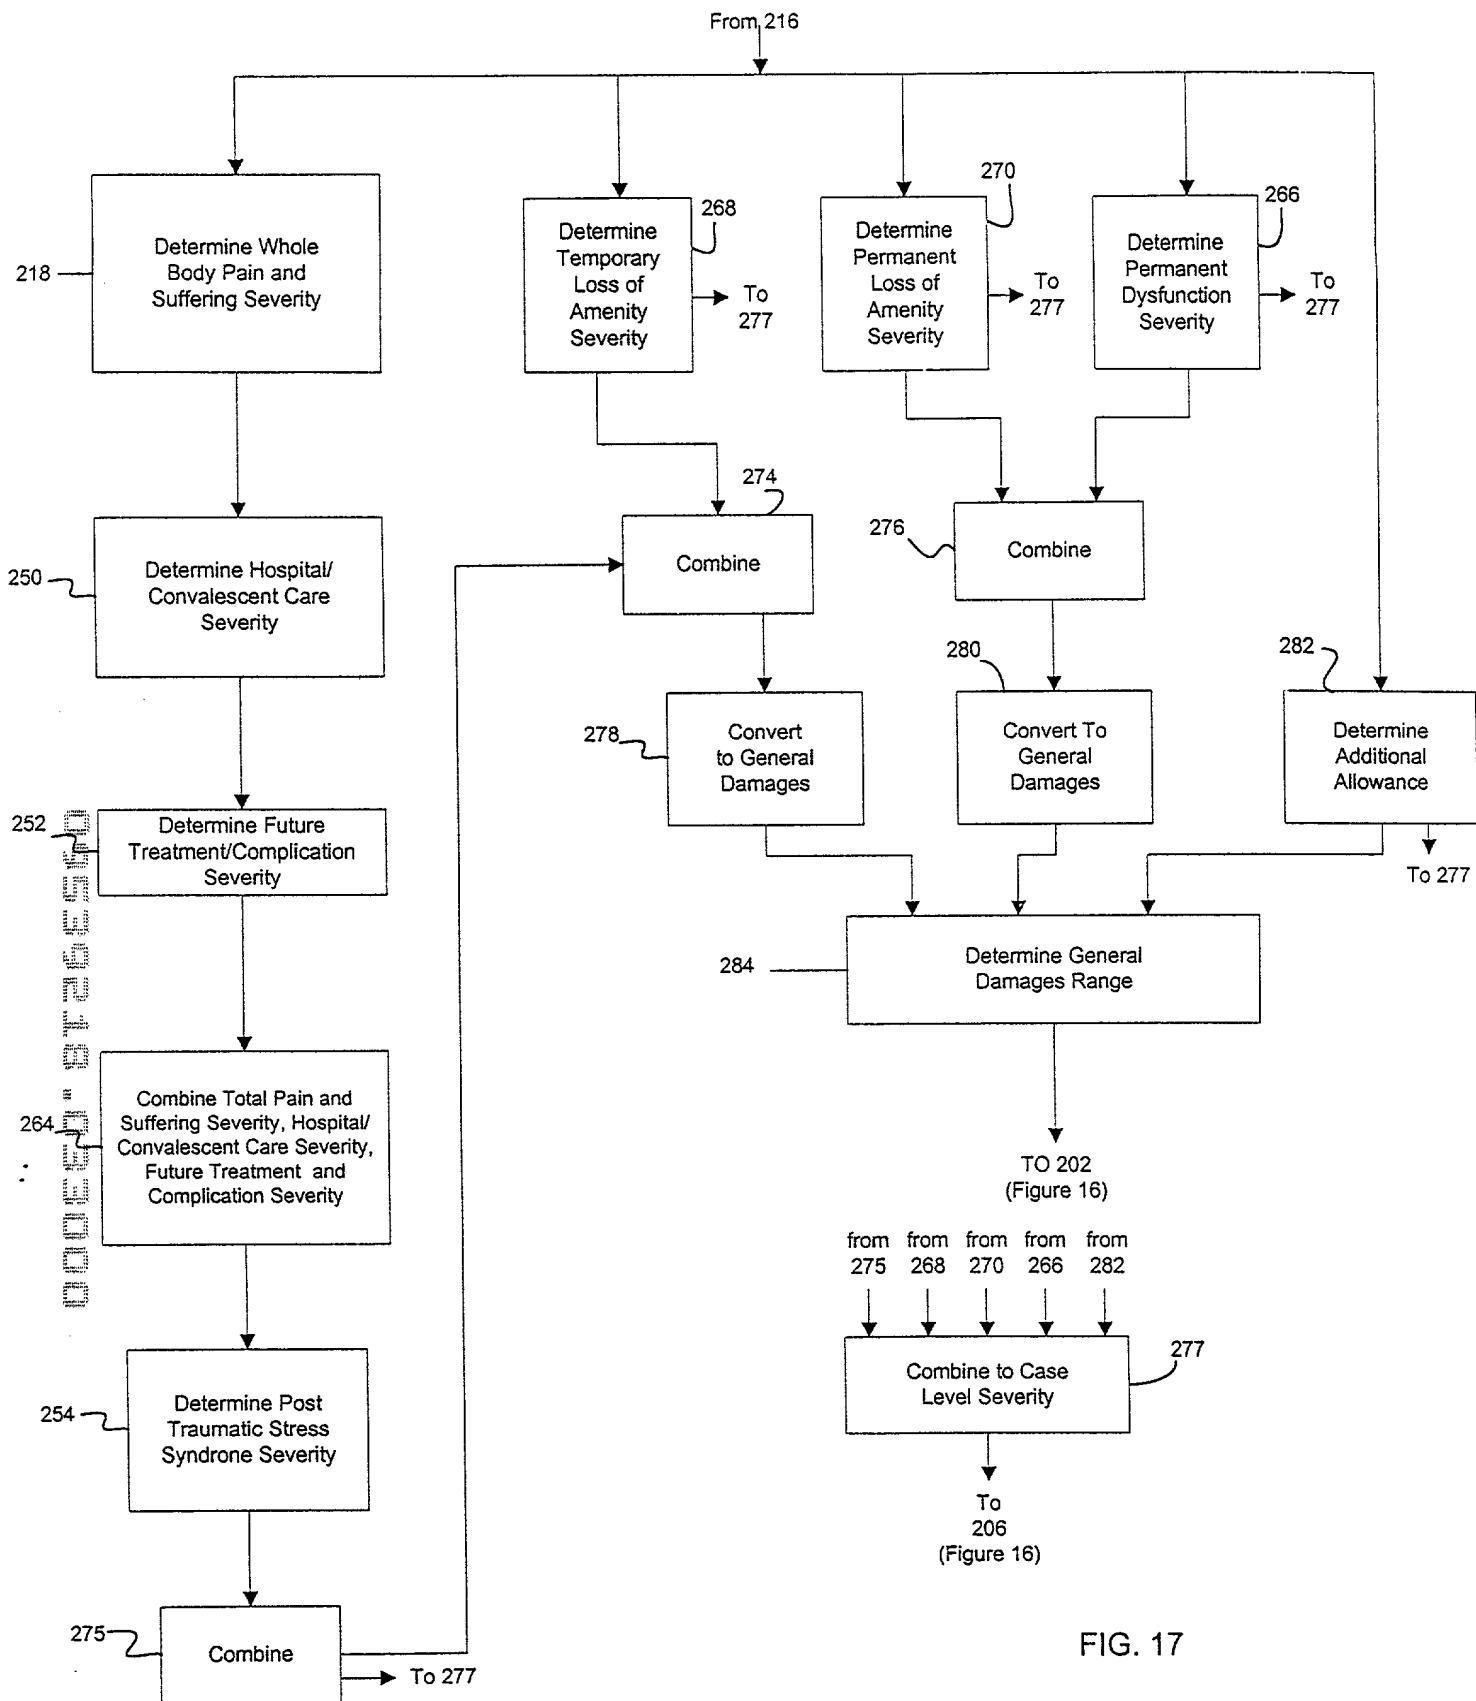 From 216
218
Determine Whole
Body Pain and
Suffering Severity
268
Determine
Temporary
Loss of
Amenity
Severity
To
277
270
Determine
Permanent
Loss of
Amenity
Severity
To
277
266
Determine
Permanent
Dysfunction
Severity
To
277
250
Determine Hospital/
Convalescent Care
Severity
274
Combine
276
Combine
278
Convert
to General
Damages
280
Convert To
General
Damages
282
Determine
Additional
Allowance
To 277
252
Determine Future
Treatment/Complication
Severity
284
Determine General
Damages Range
TO 202
(Figure 16)
264
Combine Total Pain and
Suffering Severity, Hospital/
Convalescent Care Severity,
Future Treatment and
Complication Severity
from
275
from
268
from
270
from
266
from
282
277
Combine to Case
Level Severity
To
206
(Figure 16)
254
Determine Post
Traumatic Stress
Syndrone Severity
275
Combine
To 277
FIG. 17